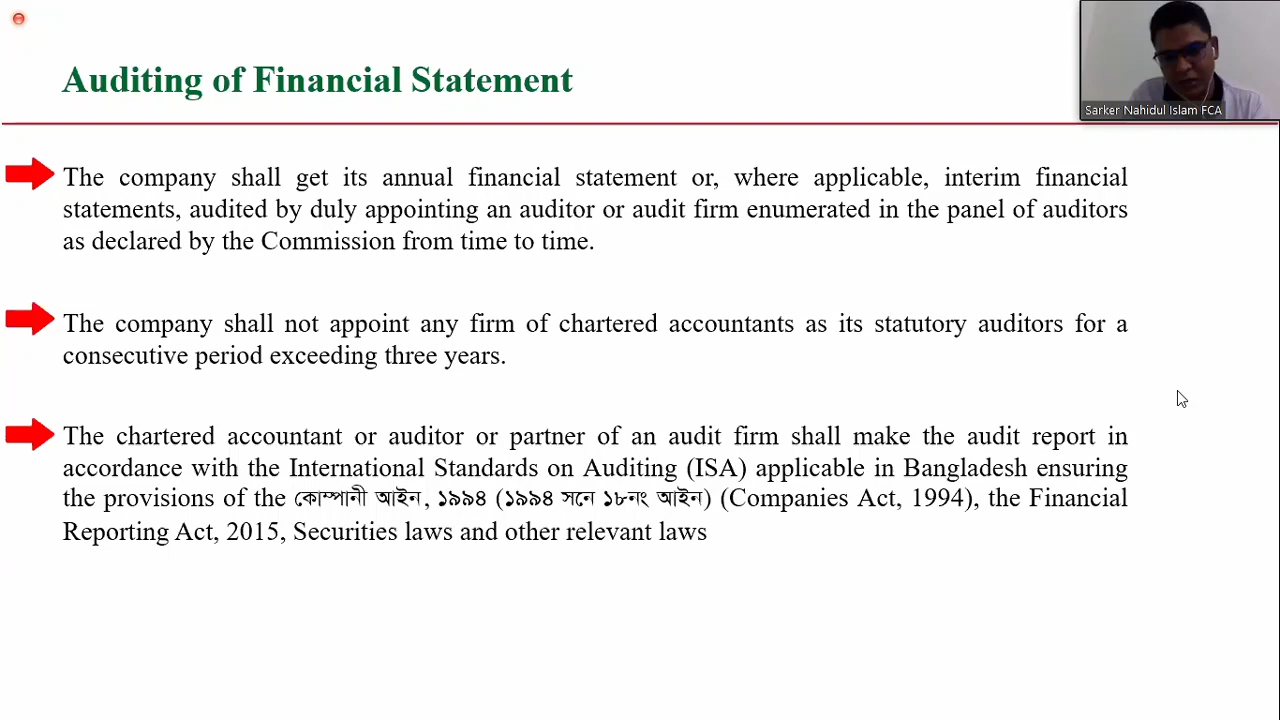 Auditing of Financial Statement
Sarker Nahidul Islam FCA
The company shall get its annual financial statement or, where applicable, interim financial
statements, audited by duly appointing an auditor or audit firm enumerated in the panel of auditors
as declared by the Commission from time to time.
The company shall not appoint any firm of chartered accountants as its statutory auditors for a
consecutive period exceeding three years.
The chartered accountant or auditor or partner of an audit firm shall make the audit report in
accordance with the International Standards on Auditing (ISA) applicable in Bangladesh ensuring
the provisions of the কোম্পানী আইন, ১৯৯৪ (১৯৯৪ সনে ১৮নং আইন) (Companies Act, 1994), the Financial
Reporting Act, 2015, Securities laws and other relevant laws